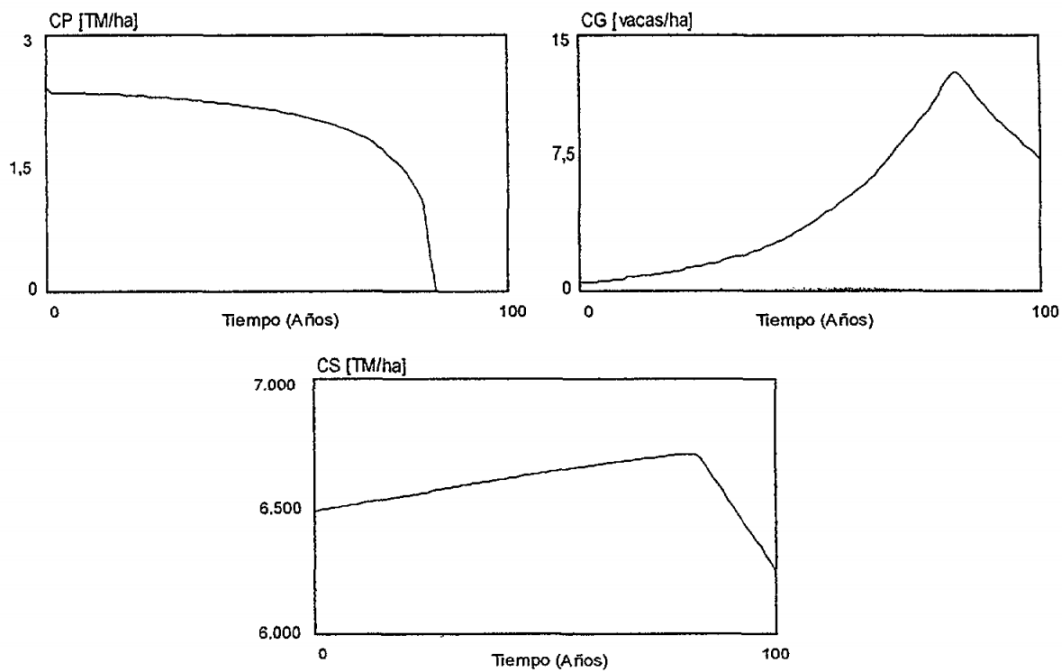 CP [TM/ha]
3
1,5
0
0
100
Tiempo (Años)
CG [vacas/ha]
15
7,5
0
0
100
Tiempo (Años)
CS [TM/ha]
7.000
6.500
6.000
0
100
Tiempo (Años)